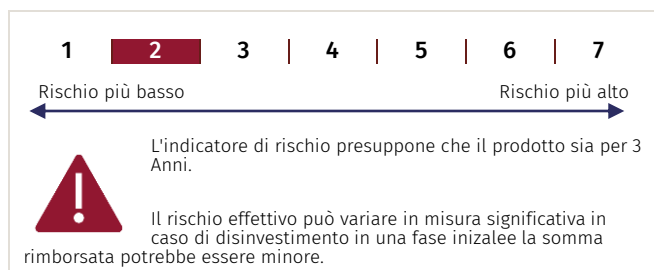 1 2 3 4 5 6 7
Rischio più basso Rischio più alto
L'indicatore di rischio presuppone che il prodotto sia per 3
Anni.
Il rischio effettivo può variare in misura significativa in
caso di disinvestimento in una fase inizalee la somma
rimborsata potrebbe essere minore.